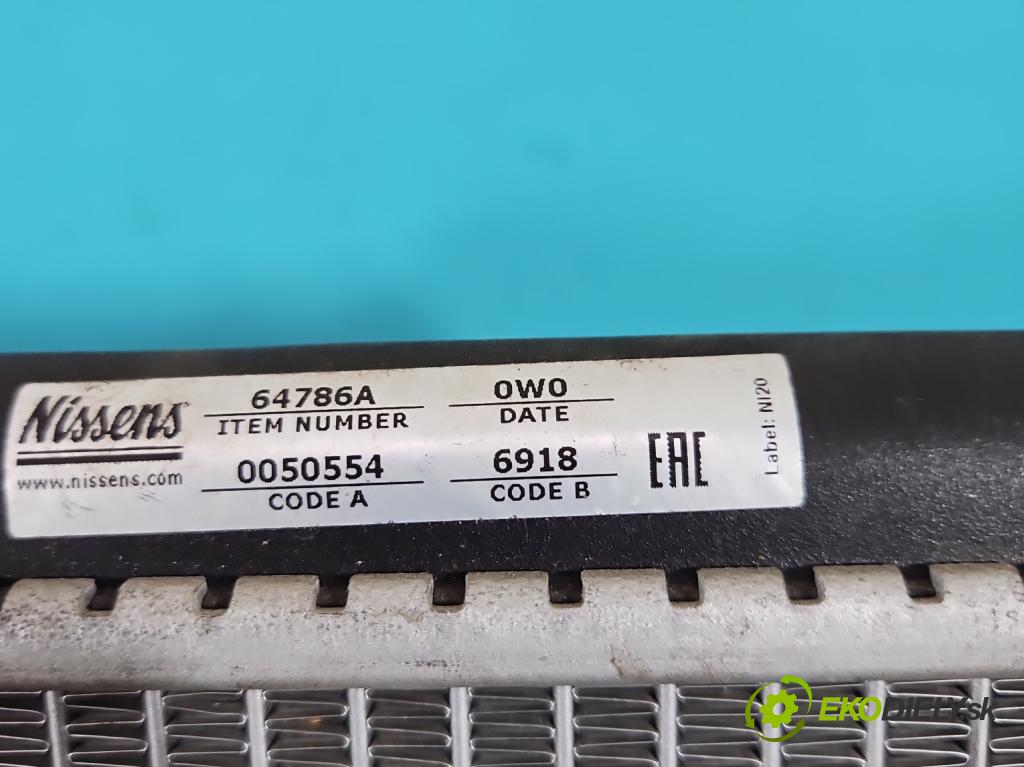 Nissens
www.nissens.com
64786A
ITEM NUMBER
0050554
CODE A
0W0
DATE
6918
CODE B
EAC
Label: NI20
EKODIELY.sk